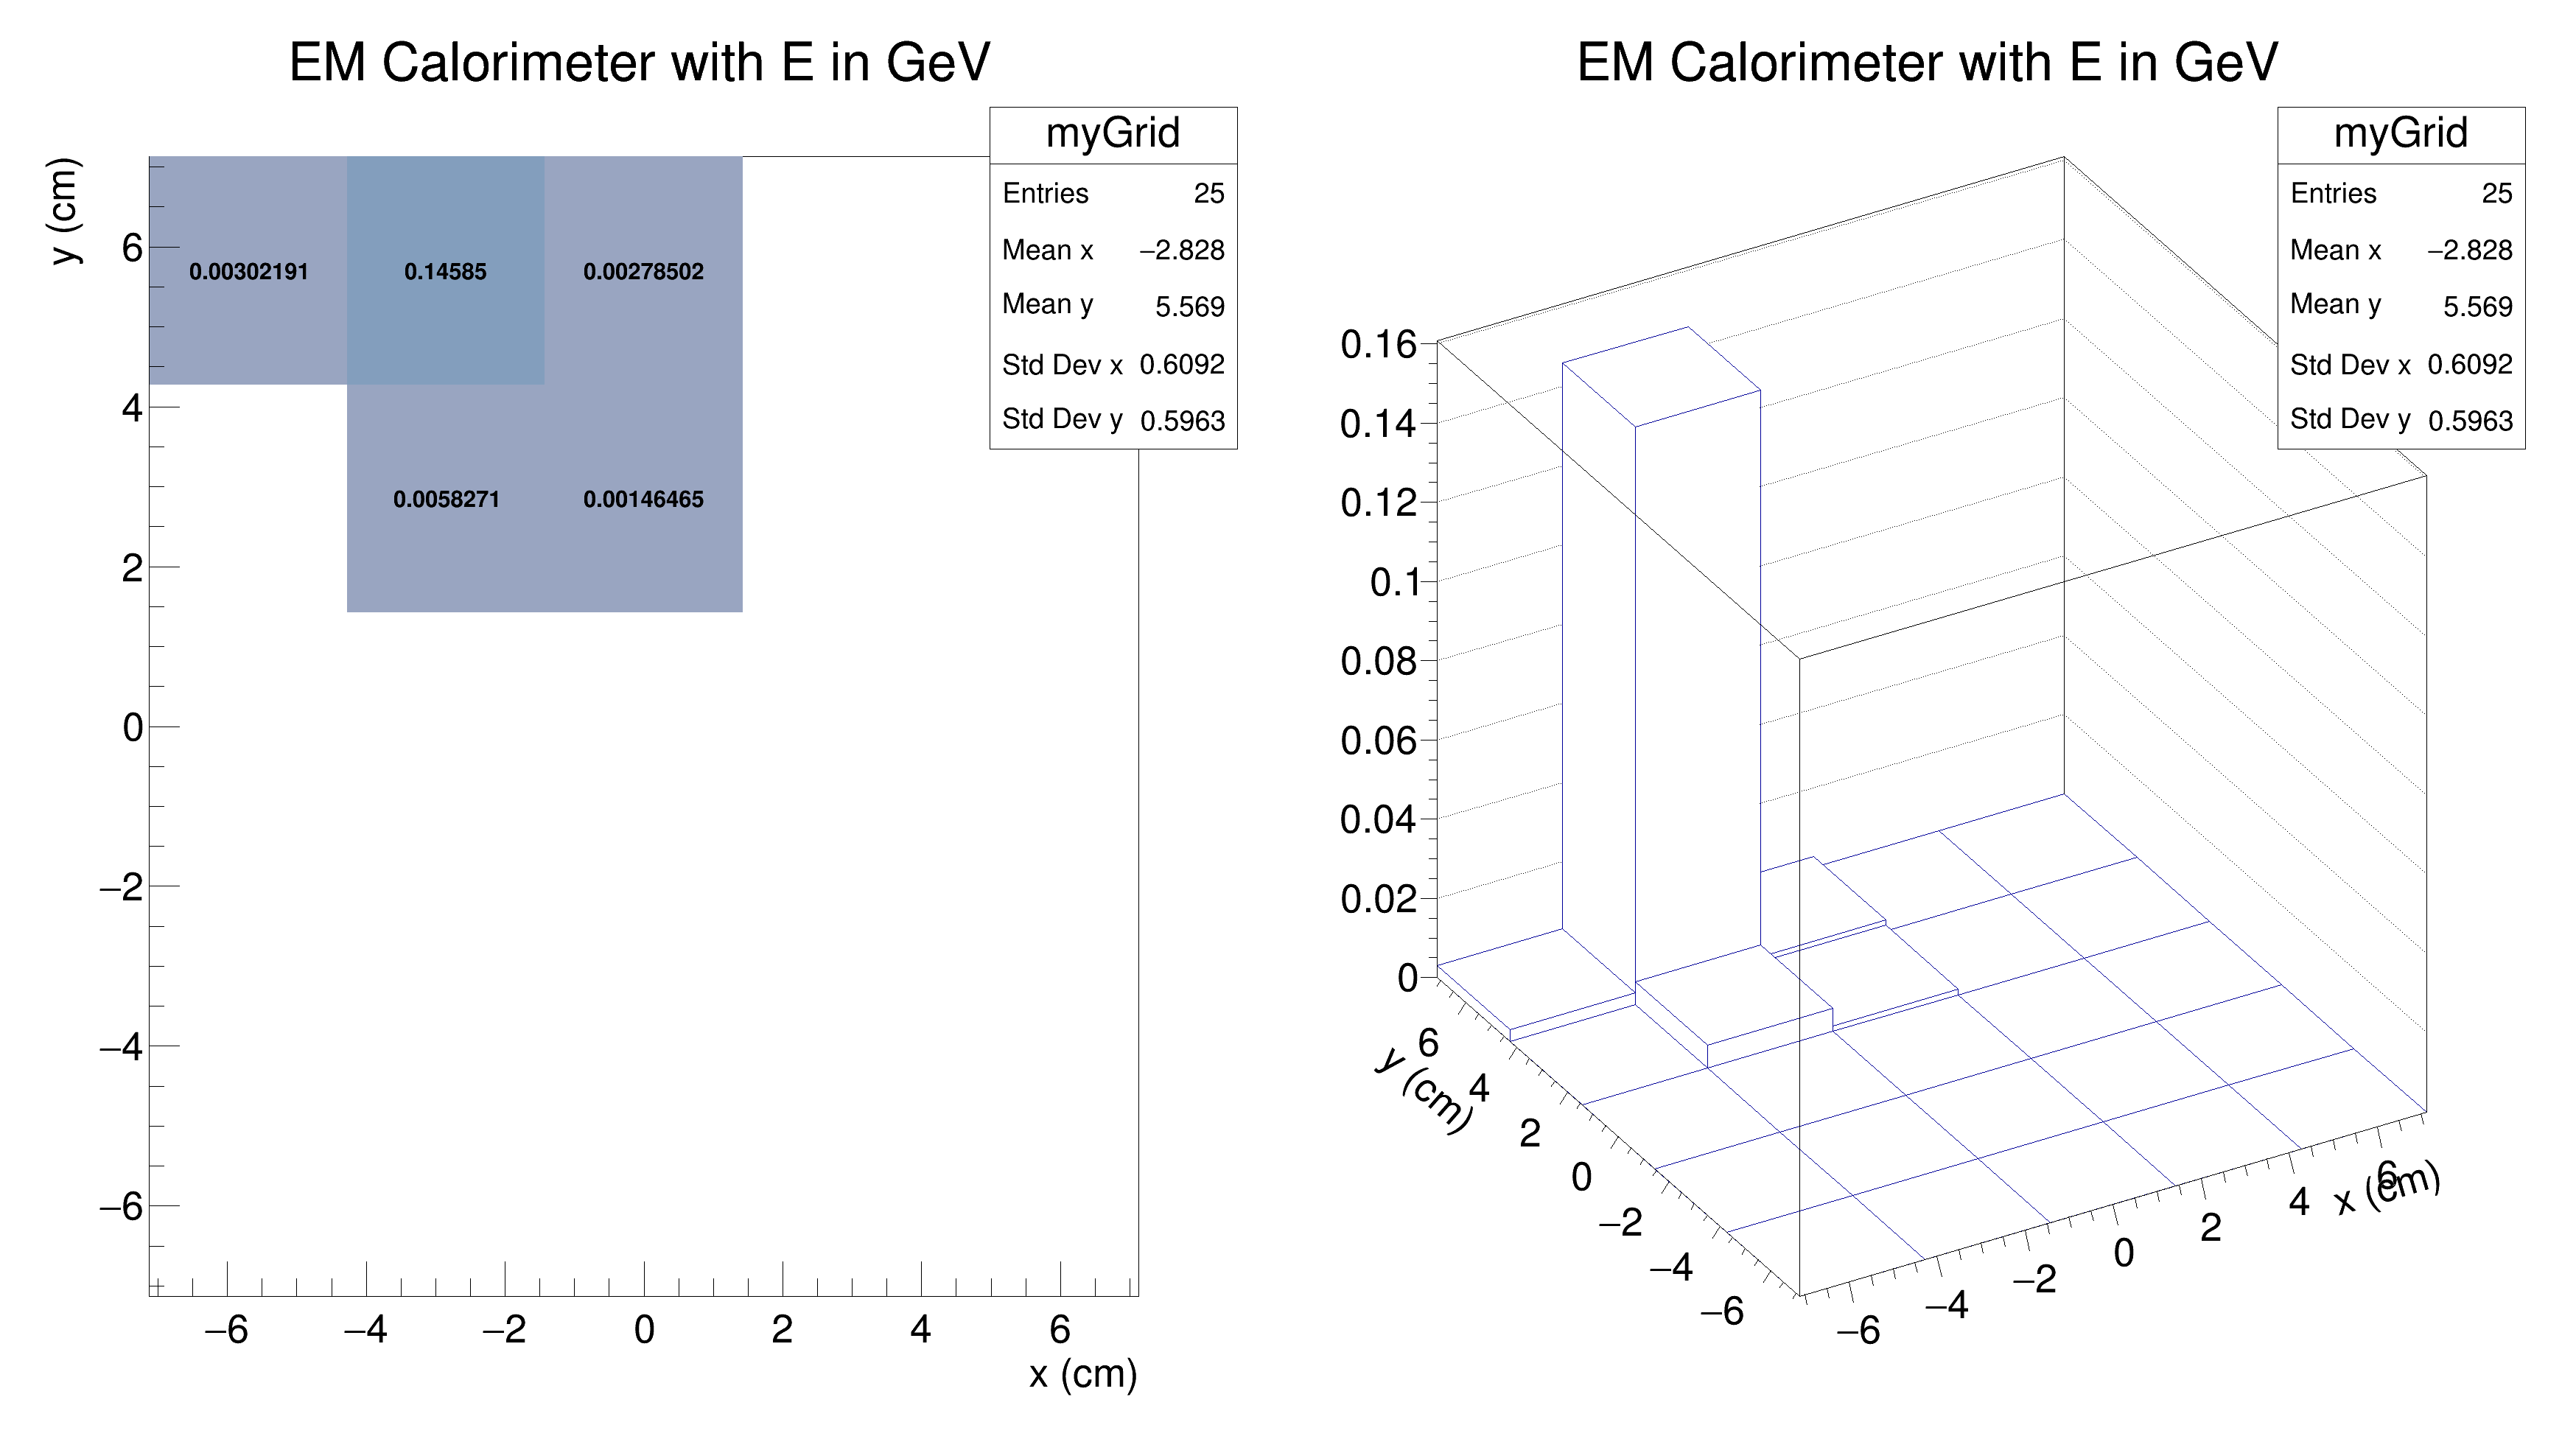 EM Calorimeter with E in GeV
myGrid
Entries 25
Mean x −2.828
Mean y 5.569
Std Dev x 0.6092
Std Dev y 0.5963
y (cm)
6
4
2
0
−2
−4
−6
0.00302191 0.14585 0.00278502
0.0058271 0.00146465
−6 −4 −2 0 2 4 6
x (cm)
EM Calorimeter with E in GeV
myGrid
Entries 25
Mean x −2.828
Mean y 5.569
Std Dev x 0.6092
Std Dev y 0.5963
0.16
0.14
0.12
0.1
0.08
0.06
0.04
0.02
0
y (cm)
6
4
2
0
−2
−4
−6
−6 −4 −2 0 2 4 6
x (cm)